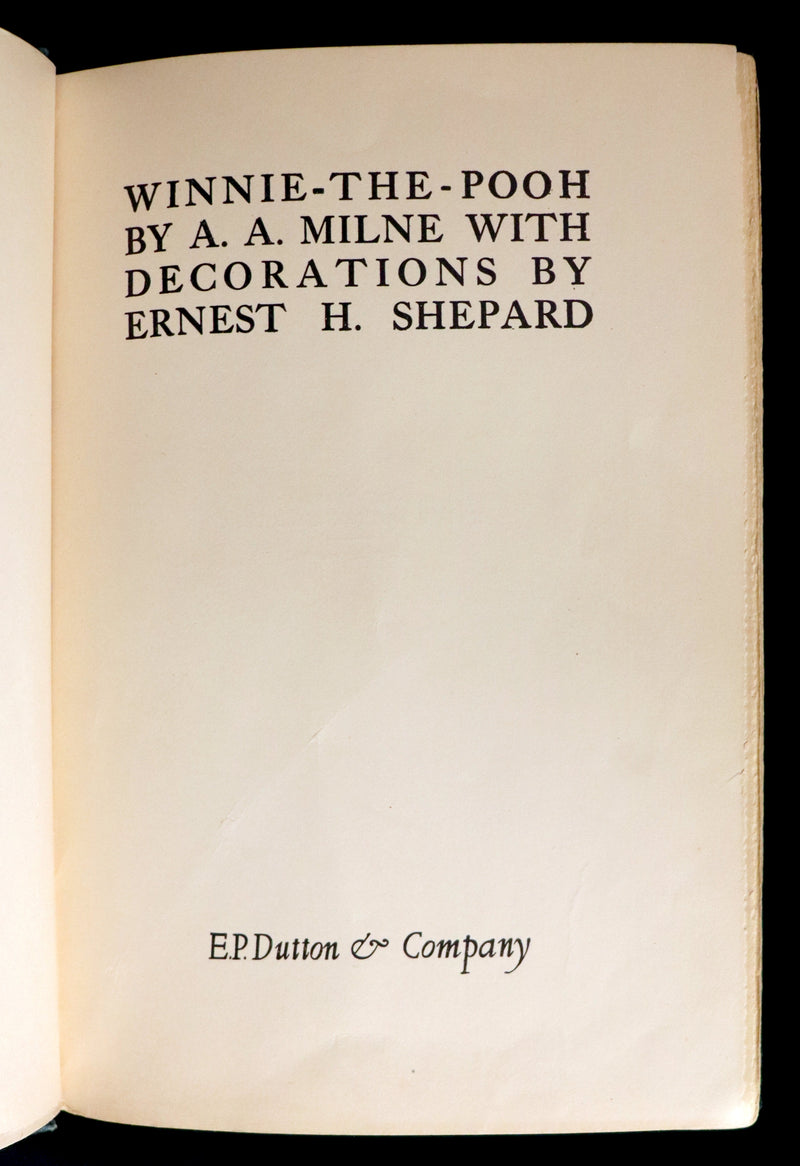 WINNIE-THE-POOH
BY A. A. MILNE WITH
DECORATIONS BY
ERNEST H. SHEPARD
E.P. Dutton & Company